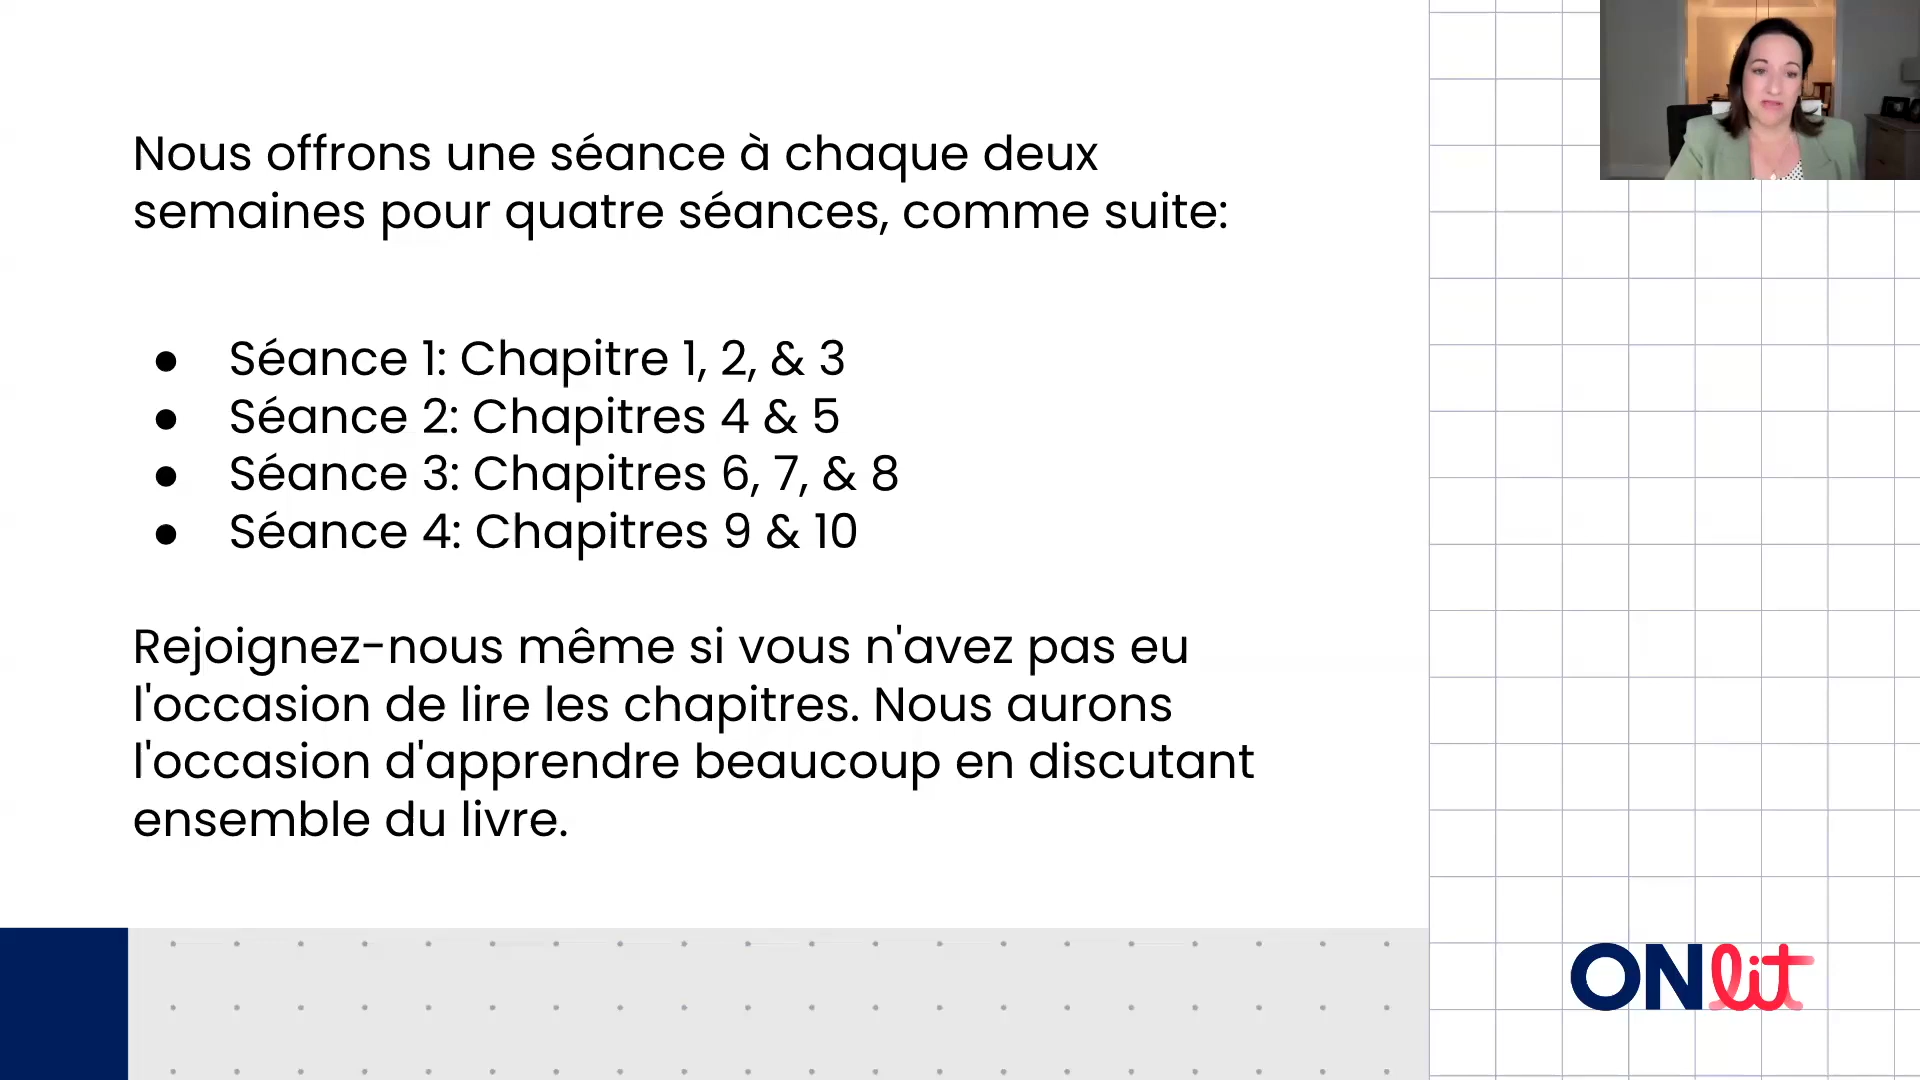 Nous offrons une séance à chaque deux
semaines pour quatre séances, comme suite:
● Séance 1: Chapitre 1, 2, & 3
● Séance 2: Chapitres 4 & 5
● Séance 3: Chapitres 6, 7, & 8
● Séance 4: Chapitres 9 & 10
Rejoignez-nous même si vous n'avez pas eu
l'occasion de lire les chapitres. Nous aurons
l'occasion d'apprendre beaucoup en discutant
ensemble du livre.
ONlit